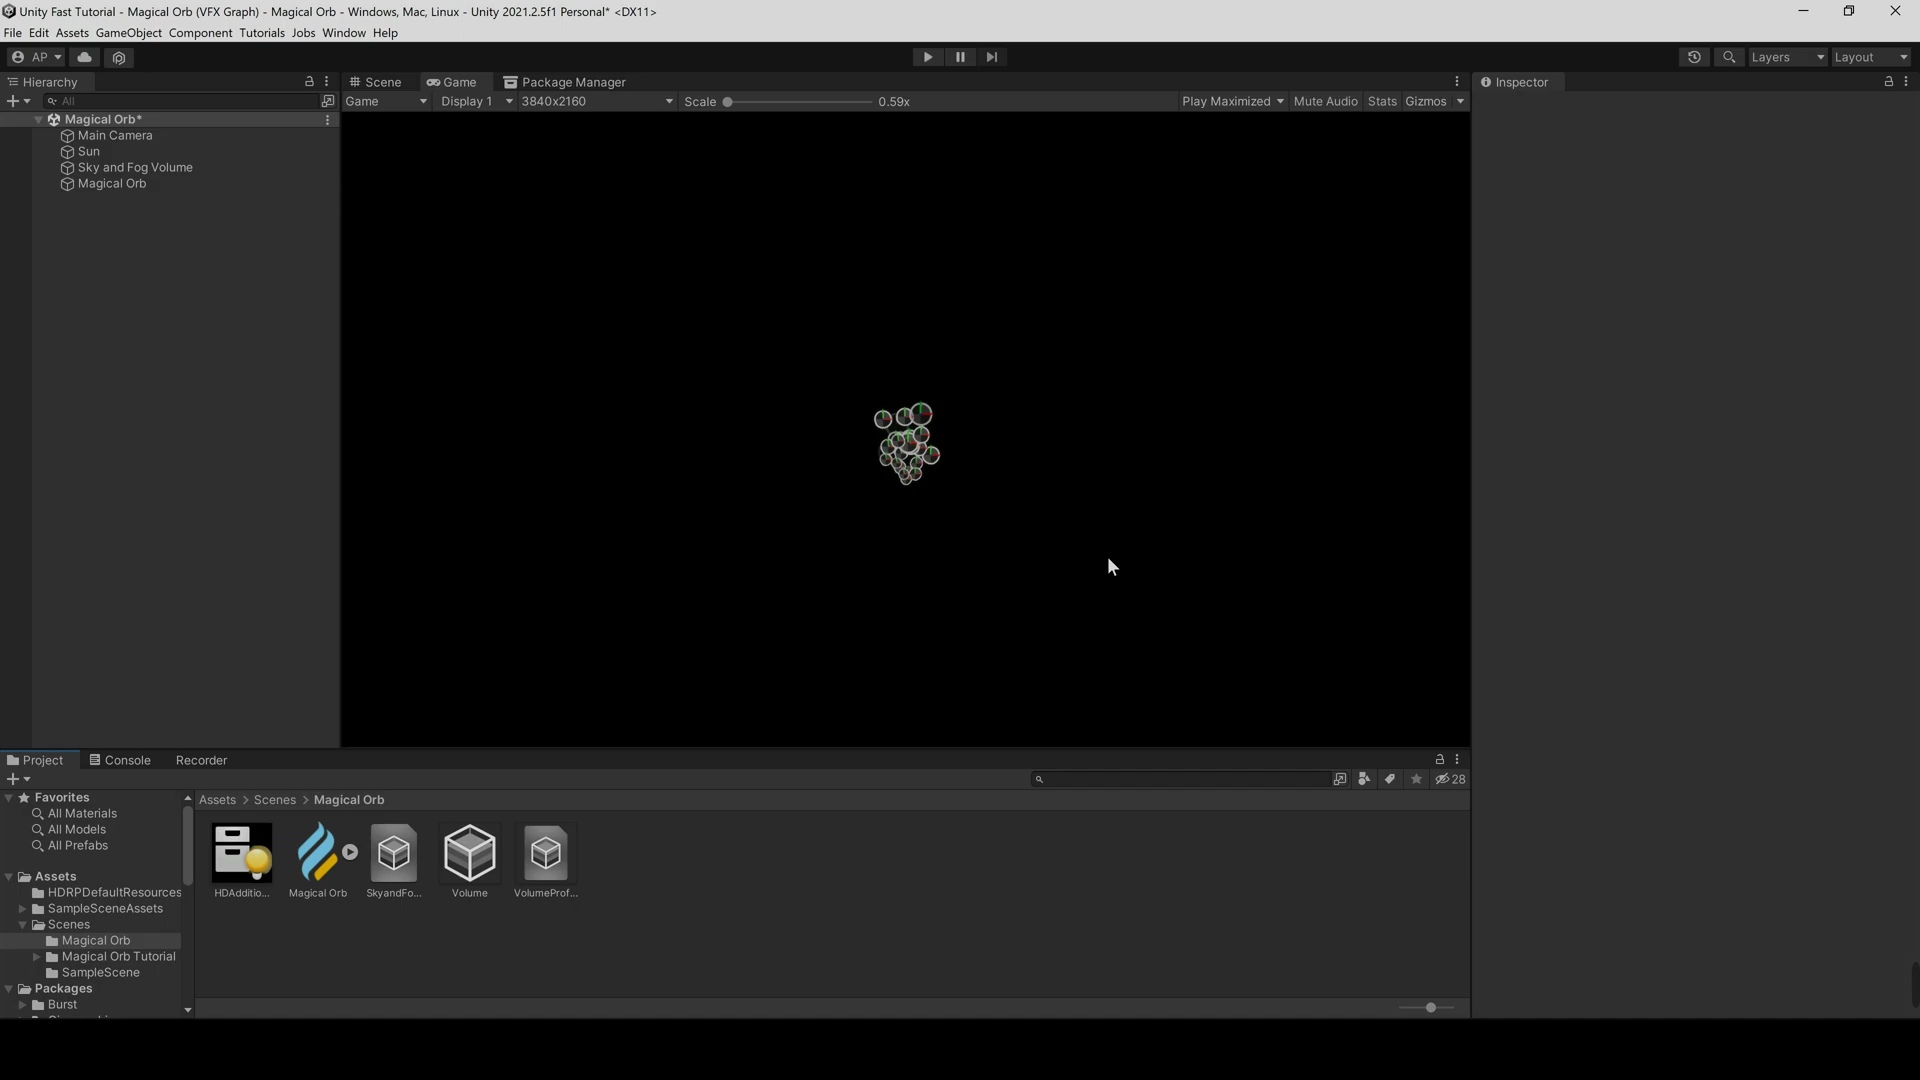 Unity Fast Tutorial - Magical Orb (VFX Graph) - Magical Orb - Windows, Mac, Linux - Unity 2021.2.5f1 Personal* <DX11>
File Edit Assets GameObject Component Tutorials Jobs Window Help
AP Layers Layout
Hierarchy Scene Game Package Manager Inspector
All Game Display 1 3840x2160 Scale 0.59x Play Maximized Mute Audio Stats Gizmos
Magical Orb*
Main Camera
Sun
Sky and Fog Volume
Magical Orb
Project Console Recorder
28
Favorites
Assets > Scenes > Magical Orb
All Materials
All Models
All Prefabs
Assets
HDRPDefaultResources
HDAdditio... Magical Orb SkyandFo... Volume VolumeProf...
SampleSceneAssets
Scenes
Magical Orb
Magical Orb Tutorial
SampleScene
Packages
Burst